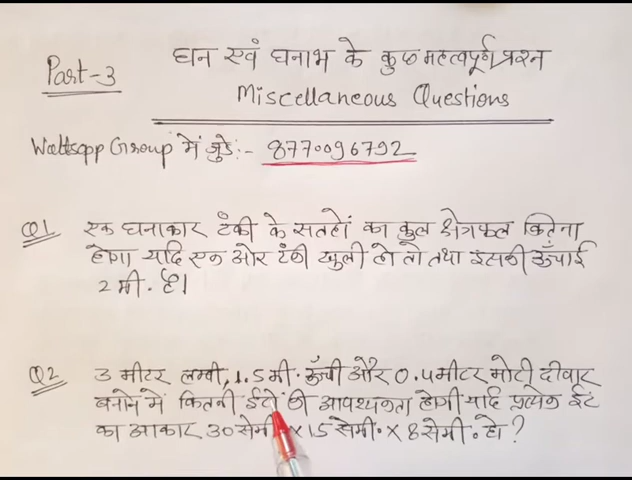 Part-3
घन एवं घनाभ के कुछ महत्वपूर्ण प्रश्न
Miscellaneous Questions
Wattsapp Group में जुडे:- 8770096792
Q1 एक घनाकार टंकी के सतहों का कुल क्षेत्रफल कितना
होगा यदि एक ओर टंकी खुली हो तो तथा इसकी ऊँचाई
2 मी. है।
Q2 3 मीटर लम्बी, 1.5 मी. ऊँची और 0.4 मीटर मोटी दीवार
बनाने में कितनी ईंटों की आवश्यकता होगी यदि प्रत्येक ईंट
का आकार 30 सेमी. × 15 सेमी. × 8 सेमी. हो ?